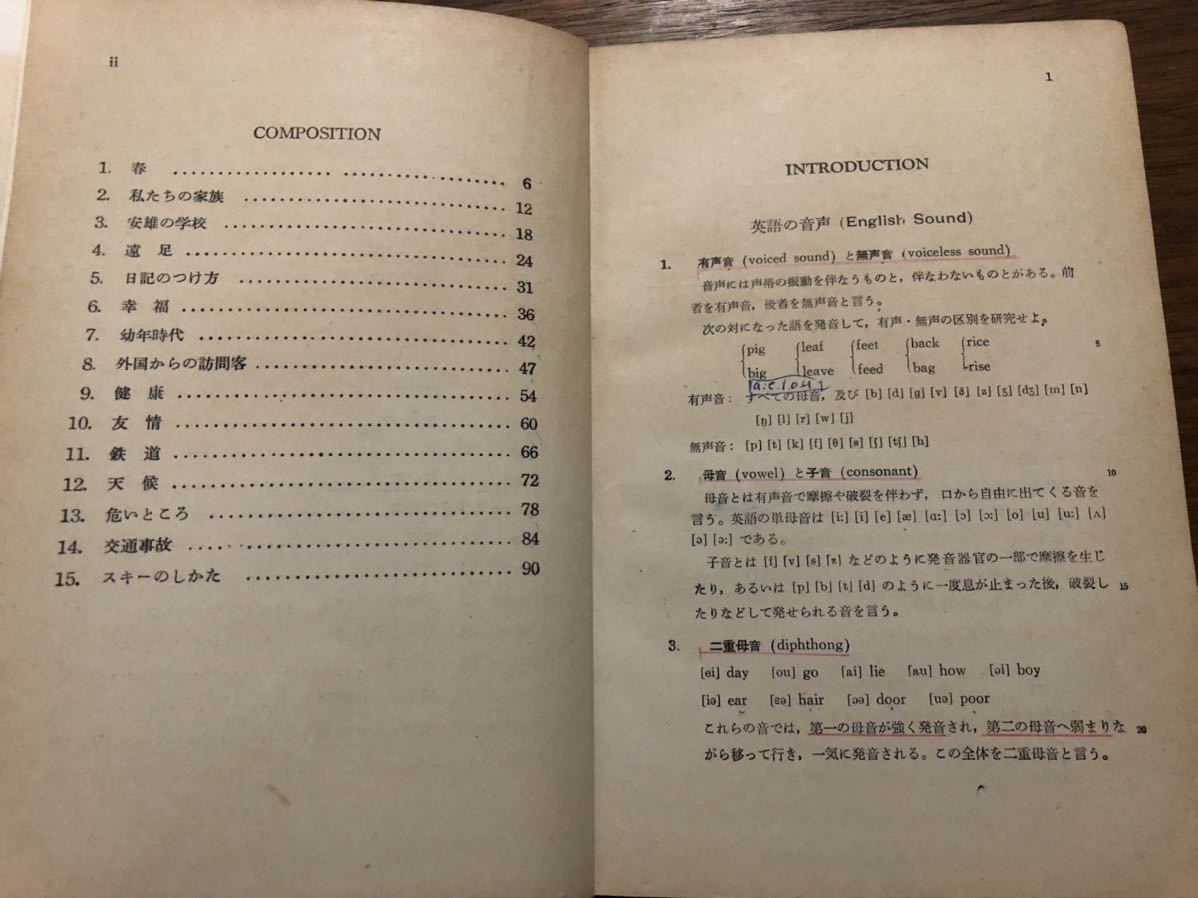 ii
COMPOSITION
1. 春 ........................................ 6
2. 私たちの家族 ........................................ 12
3. 安雄の学校 ........................................ 18
4. 遠足 ........................................ 24
5. 日記のつけ方 ........................................ 31
6. 幸福 ........................................ 36
7. 幼年時代 ........................................ 42
8. 外国からの訪問客 ........................................ 47
9. 健康 ........................................ 54
10. 友情 ........................................ 60
11. 鉄道 ........................................ 66
12. 天候 ........................................ 72
13. 危いところ ........................................ 78
14. 交通事故 ........................................ 84
15. スキーのしかた ........................................ 90
1
INTRODUCTION
英語の音声 (English Sound)
1. 有声音 (voiced sound) と無声音 (voiceless sound)
音声には声帯の振動を伴なうものと，伴なわないものとがある。前
者を有声音，後者を無声音と言う。
次の対になった語を発音して，有声・無声の区別を研究せよ。
pig leaf feet back rice 5
big leave feed bag rise
a.e.i.o.u
有声音： すべての母音，及び [b] [d] [g] [v] [ð] [z] [ʒ] [dʒ] [m] [n]
[ŋ] [l] [r] [w] [j]
無声音： [p] [t] [k] [f] [θ] [s] [ʃ] [tʃ] [h]
2. 母音 (vowel) と子音 (consonant) 10
母音とは有声音で摩擦や破裂を伴わず，口から自由に出てくる音を
言う。英語の単母音は [iː] [i] [e] [æ] [ɑː] [ɔ] [ɔː] [o] [u] [uː] [ʌ]
[ə] [əː] である。
子音とは [f] [v] [s] [z] などのように発音器官の一部で摩擦を生じ
たり，あるいは [p] [b] [t] [d] のように一度息が止まった後，破裂し 15
たりなどして発せられる音を言う。
3. 二重母音 (diphthong)
[ei] day [ou] go [ai] lie [au] how [ɔi] boy
[iə] ear [ɛə] hair [ɔə] door [uə] poor
これらの音では，第一の母音が強く発音され，第二の母音へ弱まりな 20
がら移って行き，一気に発音される。この全体を二重母音と言う。